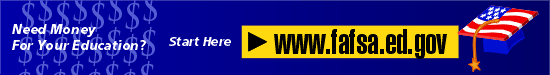 Need Money
For Your Education?
Start Here
www.fafsa.ed.gov